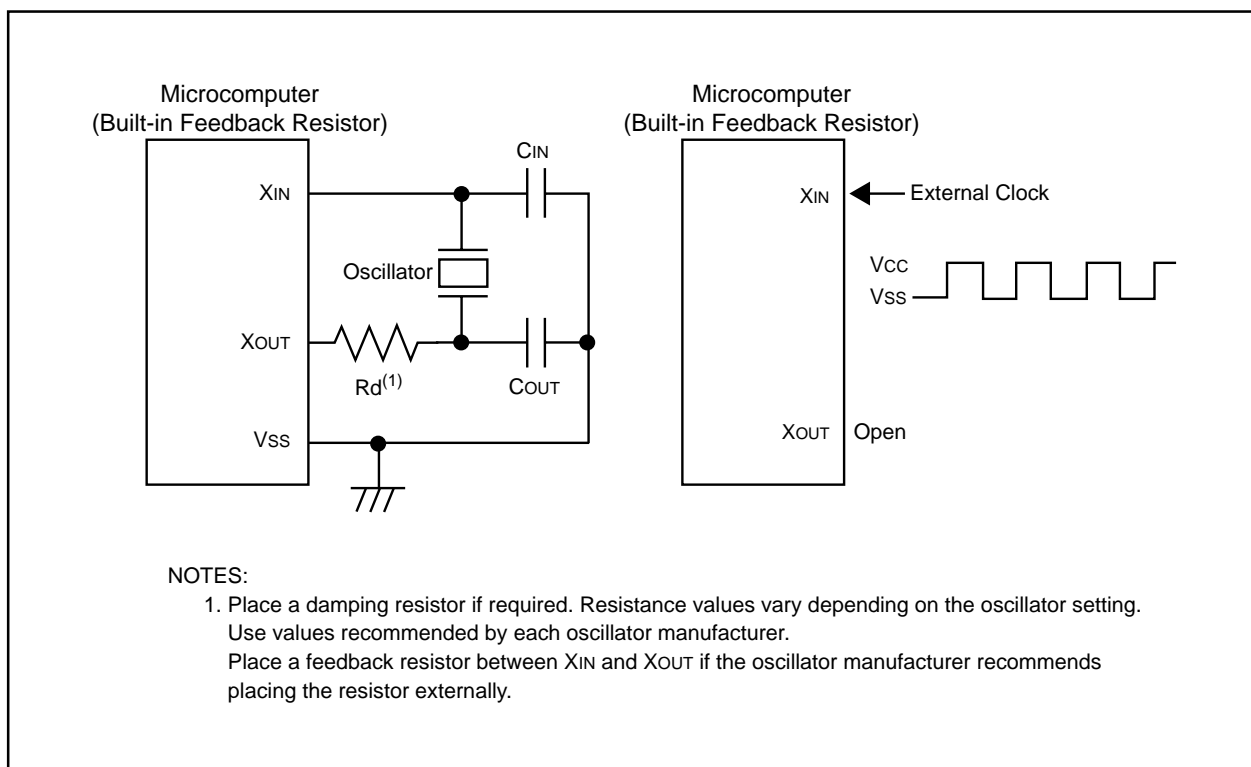 Microcomputer
(Built-in Feedback Resistor)
XIN
CIN
Oscillator
XOUT
Rd(1)
COUT
VSS
Microcomputer
(Built-in Feedback Resistor)
XIN
External Clock
VCC
VSS
XOUT
Open
NOTES:
1. Place a damping resistor if required. Resistance values vary depending on the oscillator setting.
Use values recommended by each oscillator manufacturer.
Place a feedback resistor between XIN and XOUT if the oscillator manufacturer recommends
placing the resistor externally.